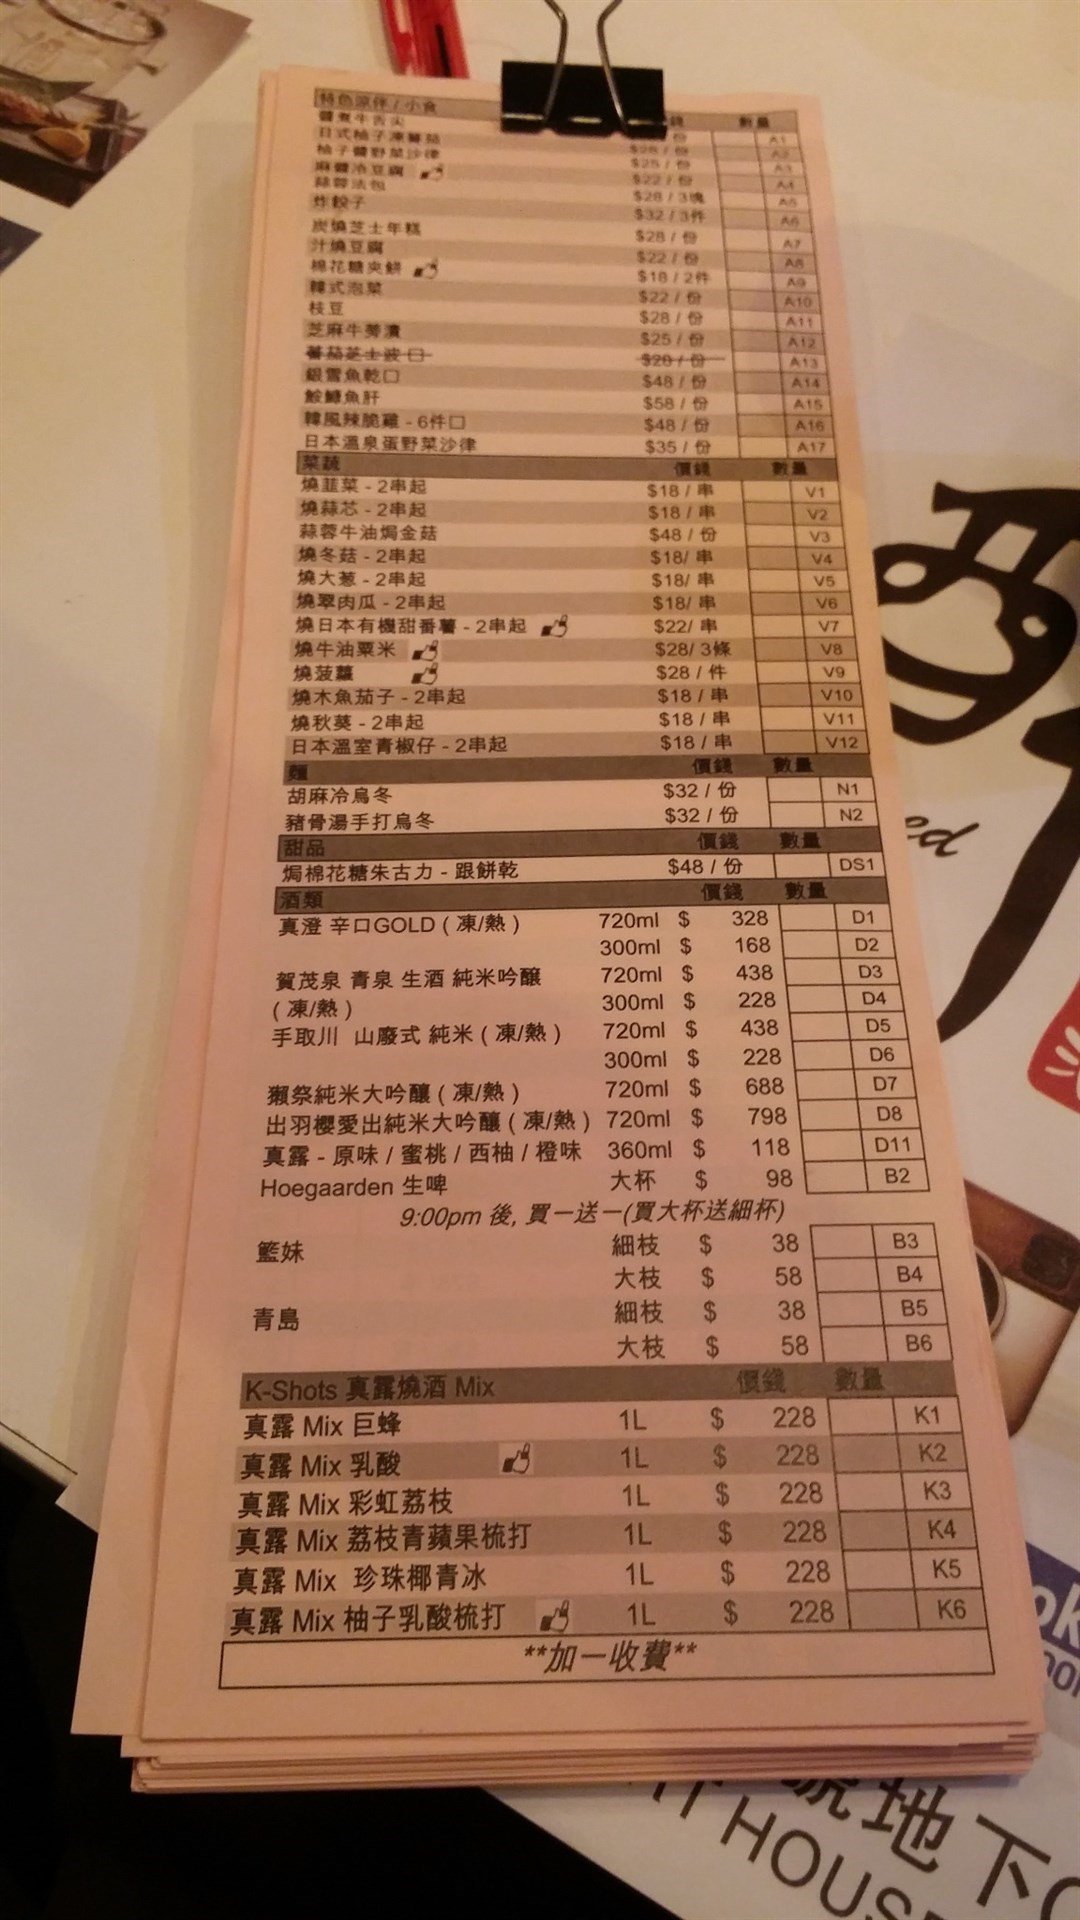 特色涼伴 / 小食 錢 數量
醬煮牛舌尖 份 A1
日式柚子凍蕃茄 $28 / 份 A2
柚子醬野菜沙律 $25 / 份 A3
麻醬冷豆腐 $22 / 份 A4
蒜蓉法包 $28 / 3塊 A5
炸餃子 $32 / 3件 A6
炭燒芝士年糕 $28 / 份 A7
汁燒豆腐 $22 / 份 A8
棉花糖夾餅 $18 / 2件 A9
韓式泡菜 $22 / 份 A10
枝豆 $28 / 份 A11
芝麻牛蒡漬 $25 / 份 A12
蕃茄芝士波口 $28 / 份 A13
銀雪魚乾口 $48 / 份 A14
鮟鱇魚肝 $58 / 份 A15
韓風辣脆雞 - 6件口 $48 / 份 A16
日本溫泉蛋野菜沙律 $35 / 份 A17
菜蔬 價錢 數量
燒韮菜 - 2串起 $18 / 串 V1
燒蒜芯 - 2串起 $18 / 串 V2
蒜蓉牛油焗金菇 $48 / 份 V3
燒冬菇 - 2串起 $18/ 串 V4
燒大葱 - 2串起 $18/ 串 V5
燒翠肉瓜 - 2串起 $18/ 串 V6
燒日本有機甜番薯 - 2串起 $22/ 串 V7
燒牛油粟米 $28/ 3條 V8
燒菠蘿 $28 / 件 V9
燒木魚茄子 - 2串起 $18 / 串 V10
燒秋葵 - 2串起 $18 / 串 V11
日本溫室青椒仔 - 2串起 $18 / 串 V12
麵 價錢 數量
胡麻冷烏冬 $32 / 份 N1
豬骨湯手打烏冬 $32 / 份 N2
甜品 價錢 數量
焗棉花糖朱古力 - 跟餅乾 $48 / 份 DS1
酒類 價錢 數量
真澄 辛口GOLD ( 凍/熱 ) 720ml $ 328 D1
300ml $ 168 D2
賀茂泉 青泉 生酒 純米吟釀 720ml $ 438 D3
( 凍/熱 ) 300ml $ 228 D4
手取川 山廢式 純米 ( 凍/熱 ) 720ml $ 438 D5
300ml $ 228 D6
獺祭純米大吟釀 ( 凍/熱 ) 720ml $ 688 D7
出羽櫻愛出純米大吟釀 ( 凍/熱 ) 720ml $ 798 D8
真露 - 原味 / 蜜桃 / 西柚 / 橙味 360ml $ 118 D11
Hoegaarden 生啤 大杯 $ 98 B2
9:00pm 後, 買一送一(買大杯送細杯)
籃妹 細枝 $ 38 B3
大枝 $ 58 B4
青島 細枝 $ 38 B5
大枝 $ 58 B6
K-Shots 真露燒酒 Mix 價錢 數量
真露 Mix 巨蜂 1L $ 228 K1
真露 Mix 乳酸 1L $ 228 K2
真露 Mix 彩虹荔枝 1L $ 228 K3
真露 Mix 荔枝青蘋果梳打 1L $ 228 K4
真露 Mix 珍珠椰青冰 1L $ 228 K5
真露 Mix 柚子乳酸梳打 1L $ 228 K6
**加一收費**
ed
號地下
HOUS